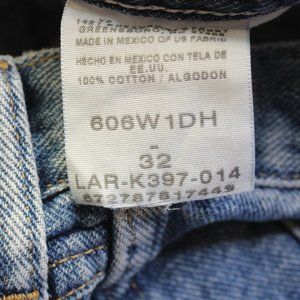 GREENSBORO,
MADE IN MEXICO OF US FABRIC
HECHO EN MEXICO CON TELA DE
EE.UU.
100% COTTON / ALGODON
606W1DH
-
32
LAR-K397-014